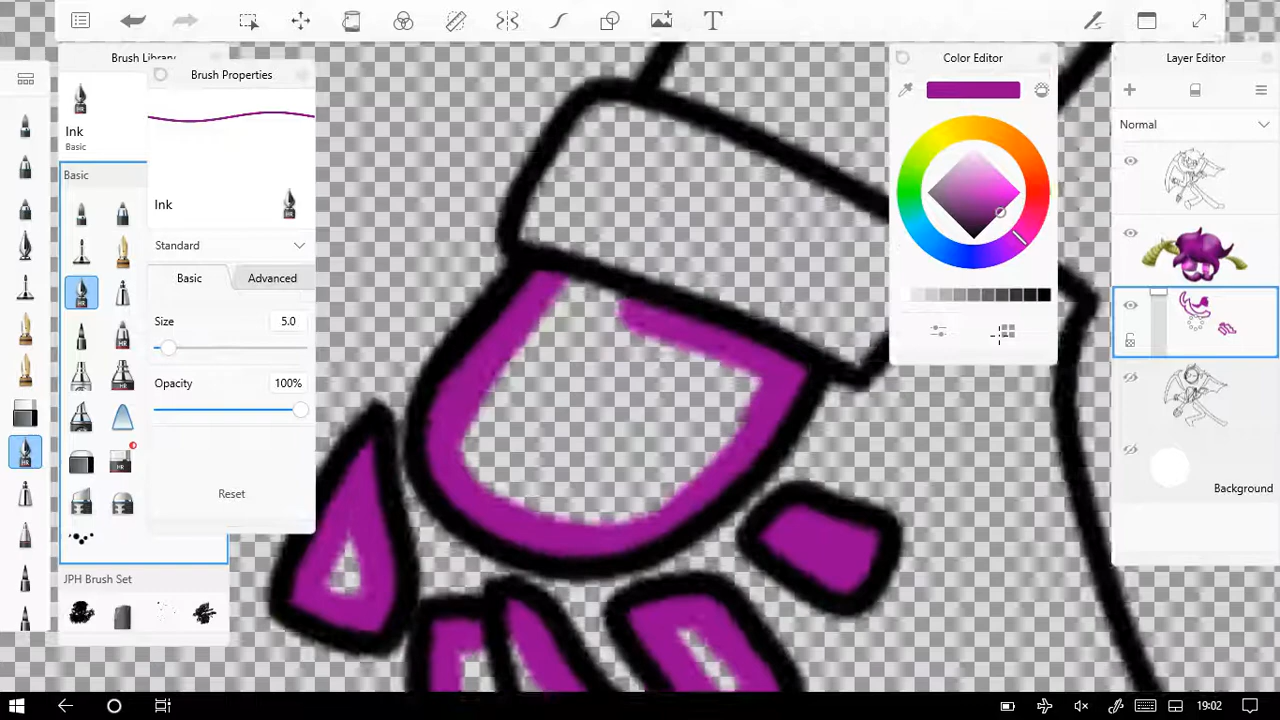 Brush Library
Brush Properties
Color Editor
Layer Editor
Ink
Basic
Normal
Basic
Ink
Standard
Basic
Advanced
Size
5.0
Opacity
100%
Reset
Background
JPH Brush Set
19:02